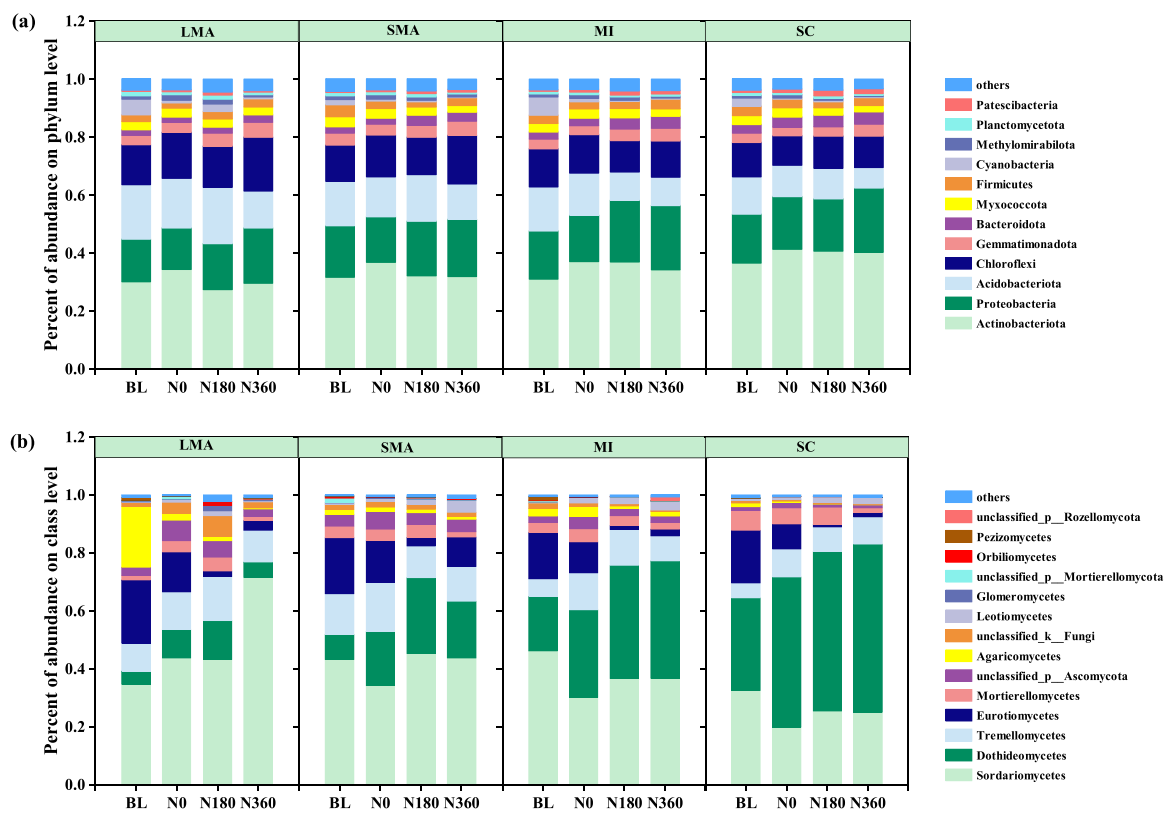 (a)
Percent of abundance on phylum level
1.2
1.0
0.8
0.6
0.4
0.2
0.0
LMA SMA MI SC
BL N0 N180 N360 BL N0 N180 N360 BL N0 N180 N360 BL N0 N180 N360
others
Patescibacteria
Planctomycetota
Methylomirabilota
Cyanobacteria
Firmicutes
Myxococcota
Bacteroidota
Gemmatimonadota
Chloroflexi
Acidobacteriota
Proteobacteria
Actinobacteriota
(b)
Percent of abundance on class level
1.2
1.0
0.8
0.6
0.4
0.2
0.0
LMA SMA MI SC
BL N0 N180 N360 BL N0 N180 N360 BL N0 N180 N360 BL N0 N180 N360
others
unclassified_p__Rozellomycota
Pezizomycetes
Orbiliomycetes
unclassified_p__Mortierellomycota
Glomeromycetes
Leotiomycetes
unclassified_k__Fungi
Agaricomycetes
unclassified_p__Ascomycota
Mortierellomycetes
Eurotiomycetes
Tremellomycetes
Dothideomycetes
Sordariomycetes